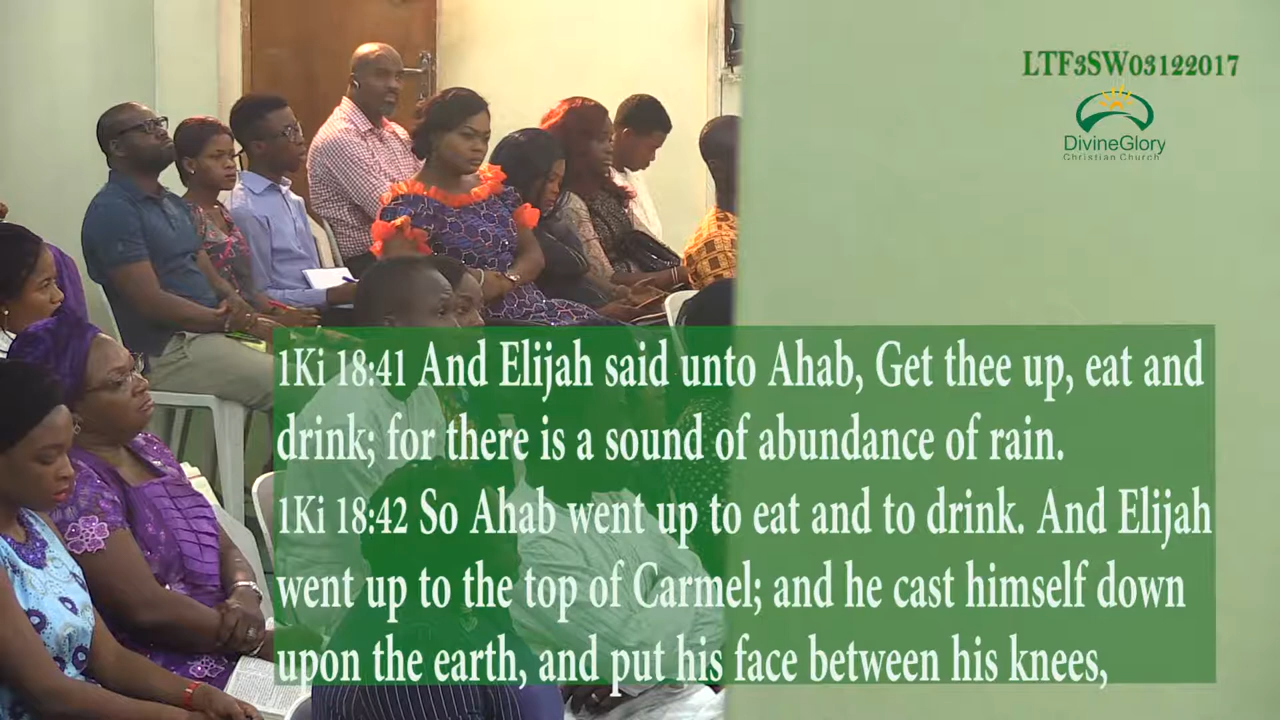 LTF3SW03122017
DivineGlory
Christian Church
1Ki 18:41 And Elijah said unto Ahab, Get thee up, eat and
drink; for there is a sound of abundance of rain.
1Ki 18:42 So Ahab went up to eat and to drink. And Elijah
went up to the top of Carmel; and he cast himself down
upon the earth, and put his face between his knees,